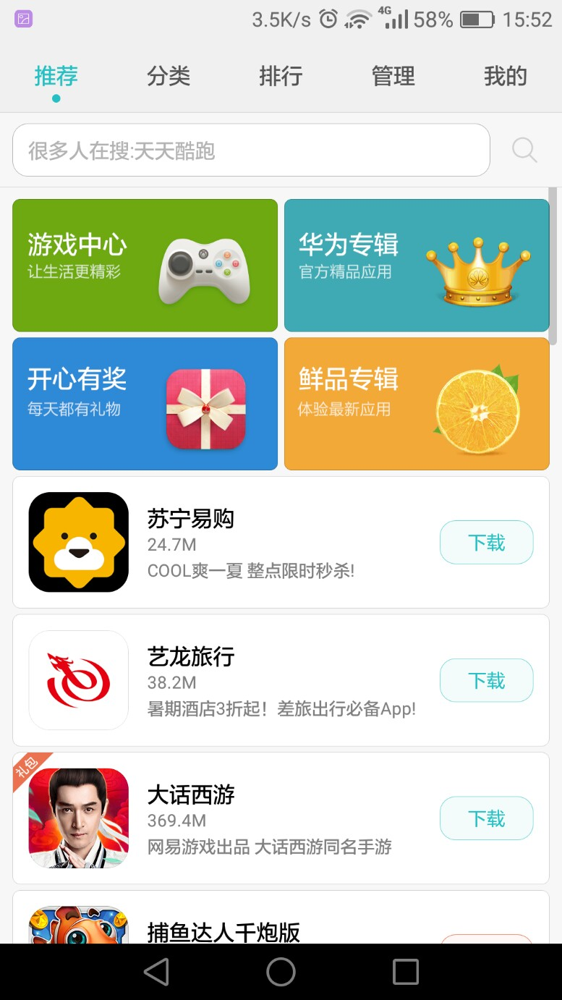 3.5K/s 4G 58% 15:52
推荐 分类 排行 管理 我的
很多人在搜:天天酷跑
游戏中心
让生活更精彩
华为专辑
官方精品应用
开心有奖
每天都有礼物
鲜品专辑
体验最新应用
苏宁易购
24.7M
COOL爽一夏 整点限时秒杀!
下载
艺龙旅行
38.2M
暑期酒店3折起！差旅出行必备App!
下载
礼包
大话西游
369.4M
网易游戏出品 大话西游同名手游
下载
捕鱼达人千炮版